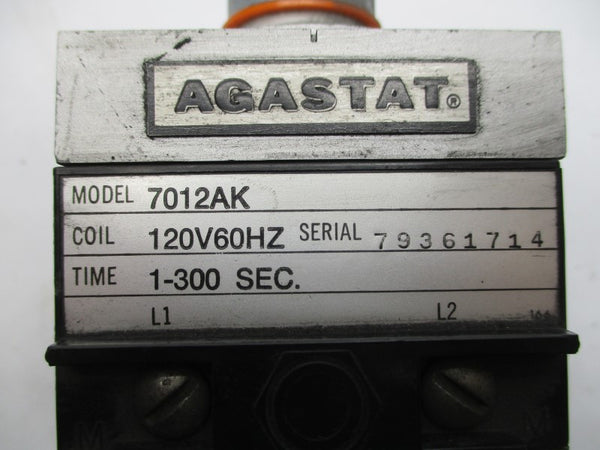 AGASTAT®
MODEL 7012AK
COIL 120V60HZ SERIAL 79361714
TIME 1-300 SEC.
L1 L2
M M